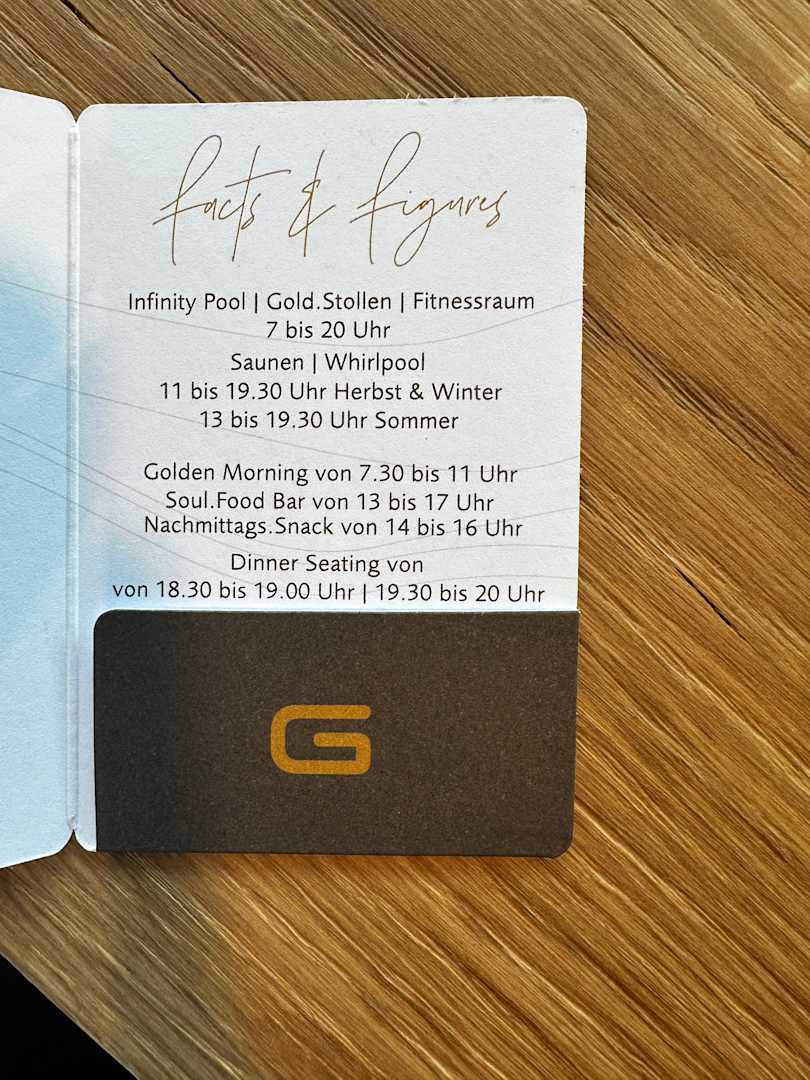 facts & figures
Infinity Pool | Gold.Stollen | Fitnessraum
7 bis 20 Uhr
Saunen | Whirlpool
11 bis 19.30 Uhr Herbst & Winter
13 bis 19.30 Uhr Sommer
Golden Morning von 7.30 bis 11 Uhr
Soul.Food Bar von 13 bis 17 Uhr
Nachmittags.Snack von 14 bis 16 Uhr
Dinner Seating von
von 18.30 bis 19.00 Uhr | 19.30 bis 20 Uhr
G